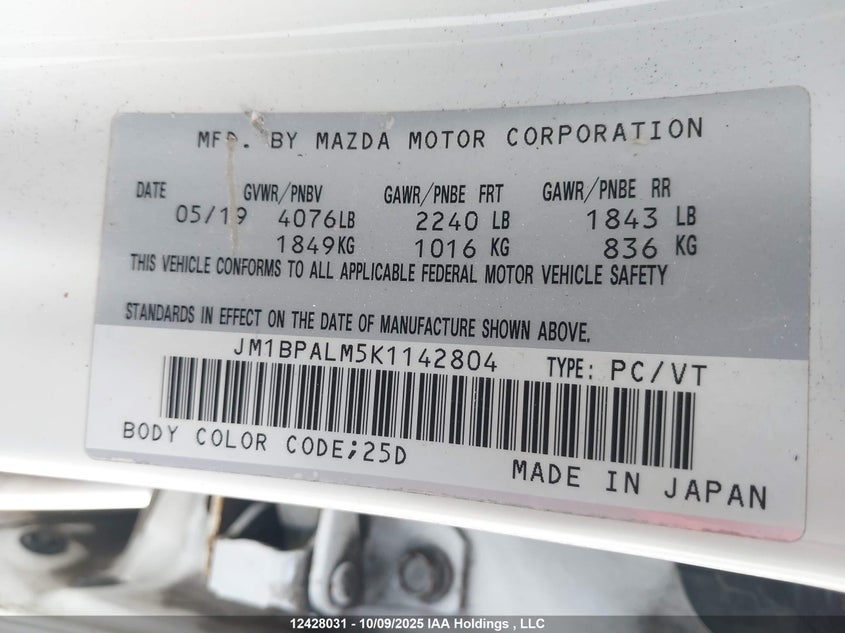 MFD. BY MAZDA MOTOR CORPORATION
DATE GVWR/PNBV GAWR/PNBE FRT GAWR/PNBE RR
05/19 4076LB 2240 LB 1843 LB
1849KG 1016 KG 836 KG
THIS VEHICLE CONFORMS TO ALL APPLICABLE FEDERAL MOTOR VEHICLE SAFETY
STANDARDS IN EFFECT ON THE DATE OF MANUFACTURE SHOWN ABOVE.
JM1BPALM5K1142804 TYPE: PC/VT
BODY COLOR CODE;25D
MADE IN JAPAN
12428031 - 10/09/2025 IAA Holdings , LLC